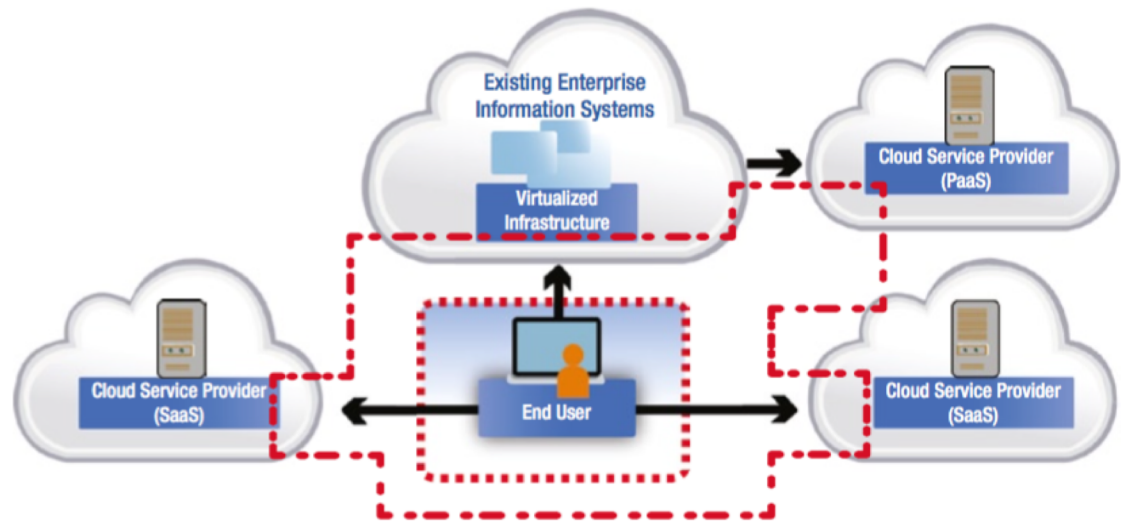 Existing Enterprise
Information Systems
Virtualized
Infrastructure
Cloud Service Provider
(PaaS)
Cloud Service Provider
(SaaS)
End User
Cloud Service Provider
(SaaS)